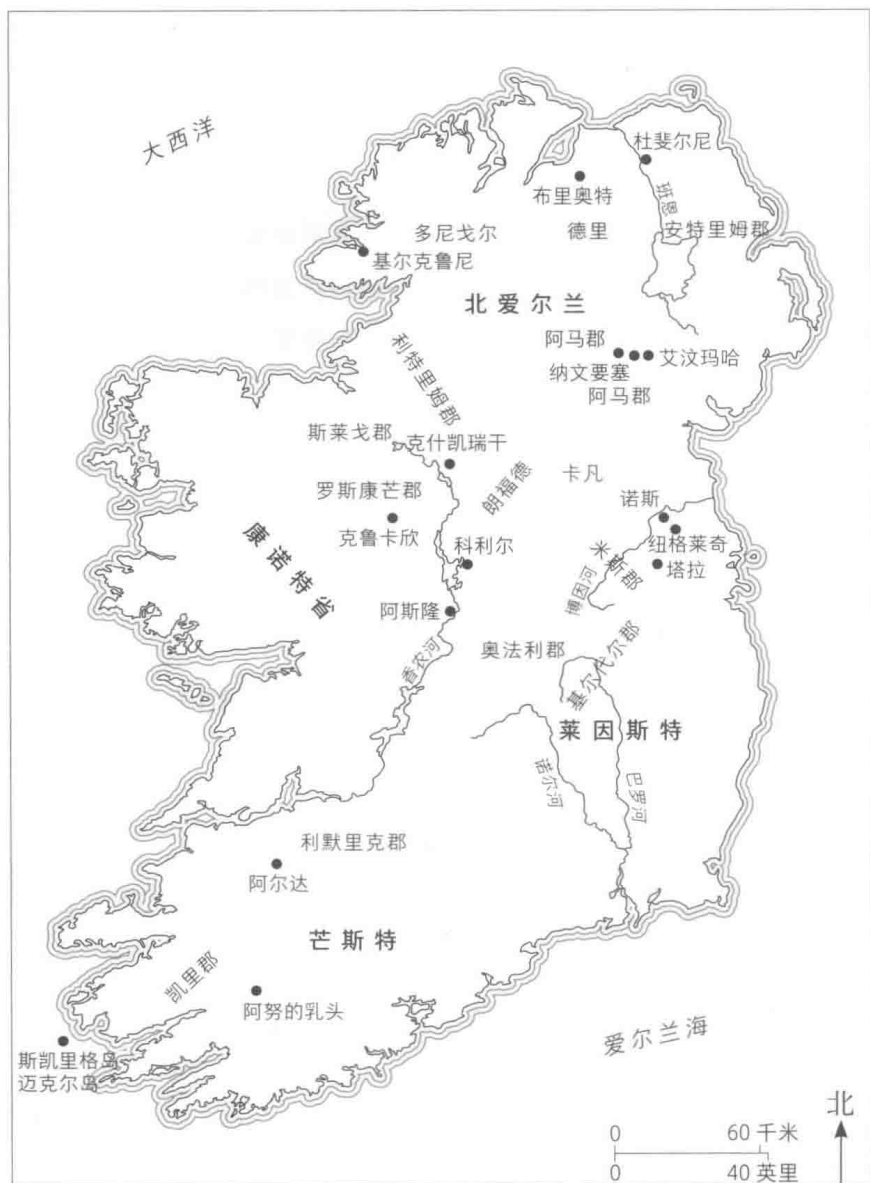 大西洋
杜斐尔尼
布里奥特
班恩
多尼戈尔
德里
安特里姆郡
基尔克鲁尼
北爱尔兰
阿马郡
艾汶玛哈
纳文要塞
阿马郡
利特里姆郡
斯莱戈郡
克什凯瑞干
朗福德
卡凡
罗斯康芒郡
诺斯
克鲁卡欣
纽格莱奇
康诺特省
科利尔
米斯郡
塔拉
博因河
阿斯隆
奥法利郡
香农河
基尔代尔郡
莱因斯特
诺尔河
巴罗河
利默里克郡
阿尔达
芒斯特
凯里郡
阿努的乳头
爱尔兰海
斯凯里格岛
迈克尔岛
北
0 60 千米
0 40 英里